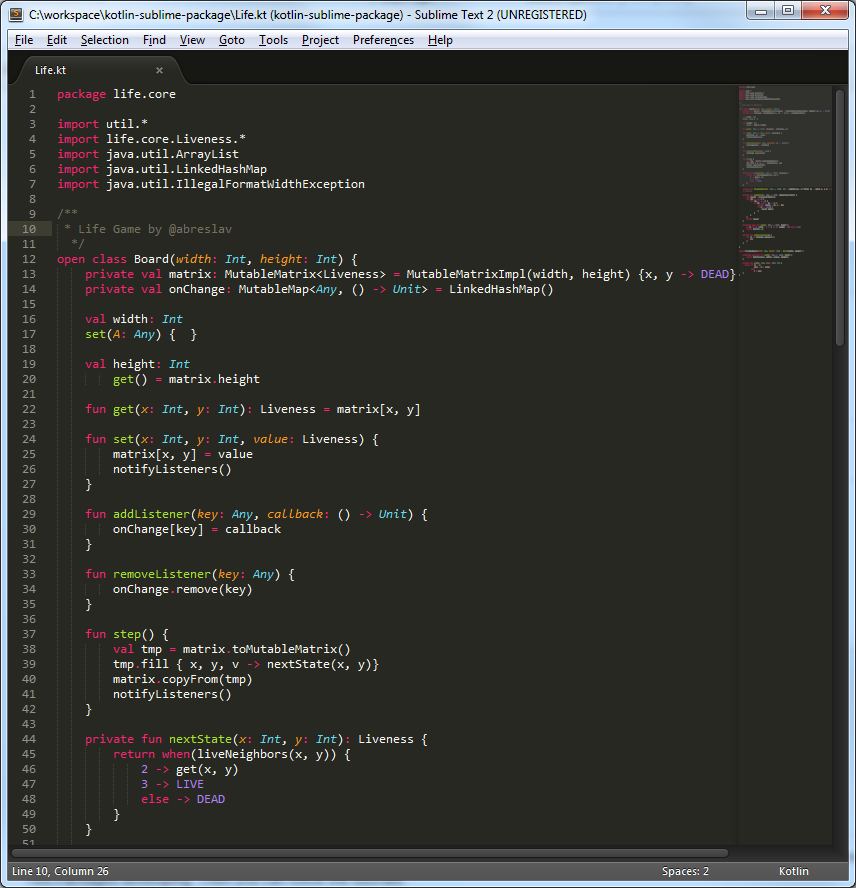 C:\workspace\kotlin-sublime-package\Life.kt (kotlin-sublime-package) - Sublime Text 2 (UNREGISTERED)
File Edit Selection Find View Goto Tools Project Preferences Help
Life.kt ×
1 package life.core
2
3 import util.*
4 import life.core.Liveness.*
5 import java.util.ArrayList
6 import java.util.LinkedHashMap
7 import java.util.IllegalFormatWidthException
8
9 /**
10  * Life Game by @abreslav
11   */
12 open class Board(width: Int, height: Int) {
13     private val matrix: MutableMatrix<Liveness> = MutableMatrixImpl(width, height) {x, y -> DEAD}
14     private val onChange: MutableMap<Any, () -> Unit> = LinkedHashMap()
15
16     val width: Int
17     set(A: Any) {  }
18
19     val height: Int
20         get() = matrix.height
21
22     fun get(x: Int, y: Int): Liveness = matrix[x, y]
23
24     fun set(x: Int, y: Int, value: Liveness) {
25         matrix[x, y] = value
26         notifyListeners()
27     }
28
29     fun addListener(key: Any, callback: () -> Unit) {
30         onChange[key] = callback
31     }
32
33     fun removeListener(key: Any) {
34         onChange.remove(key)
35     }
36
37     fun step() {
38         val tmp = matrix.toMutableMatrix()
39         tmp.fill { x, y, v -> nextState(x, y)}
40         matrix.copyFrom(tmp)
41         notifyListeners()
42     }
43
44     private fun nextState(x: Int, y: Int): Liveness {
45         return when(liveNeighbors(x, y)) {
46             2 -> get(x, y)
47             3 -> LIVE
48             else -> DEAD
49         }
50     }
51
Line 10, Column 26 Spaces: 2 Kotlin